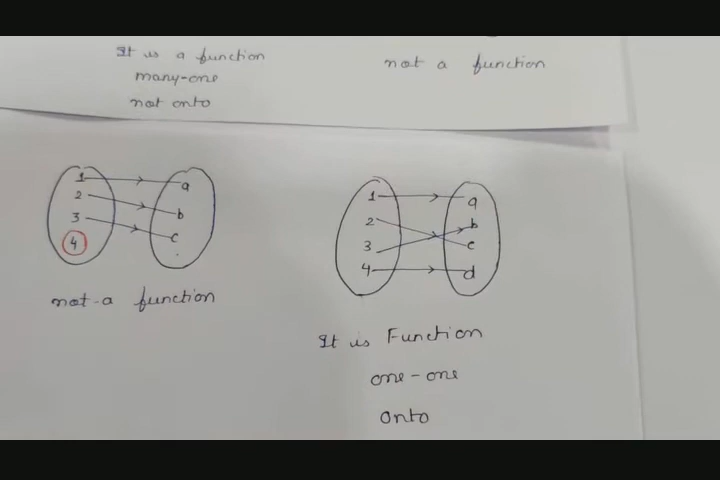 It is a function
many-one
not onto
not a function
1
2
3
4
a
b
c
not a function
1
2
3
4
a
b
c
d
It is Function
one-one
onto